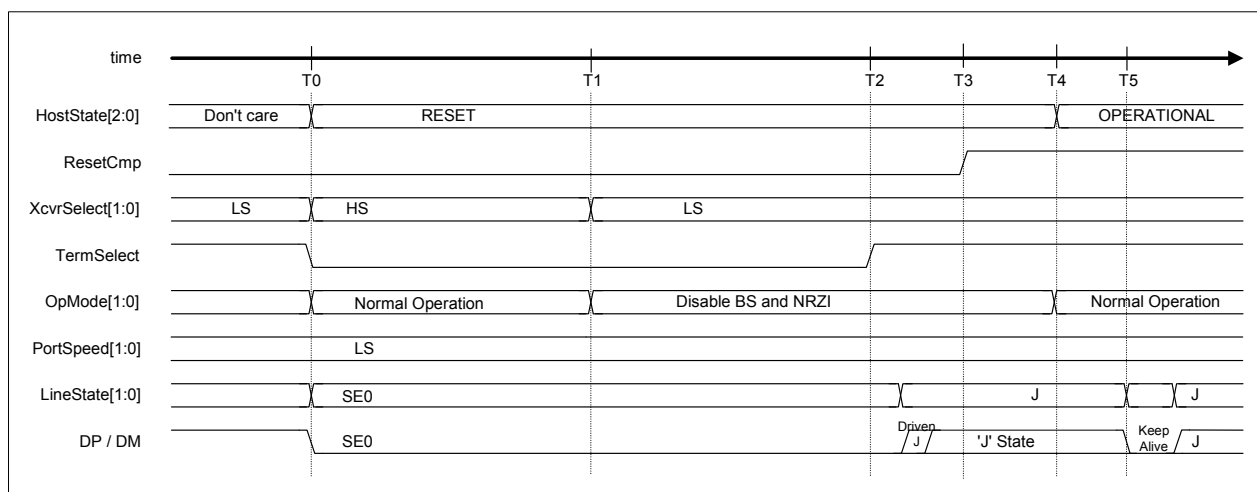 time
T0 T1 T2 T3 T4 T5
HostState[2:0] Don't care RESET OPERATIONAL
ResetCmp
XcvrSelect[1:0] LS HS LS
TermSelect
OpMode[1:0] Normal Operation Disable BS and NRZI Normal Operation
PortSpeed[1:0] LS
LineState[1:0] SE0 J J
DP / DM SE0 Driven J 'J' State Keep Alive J